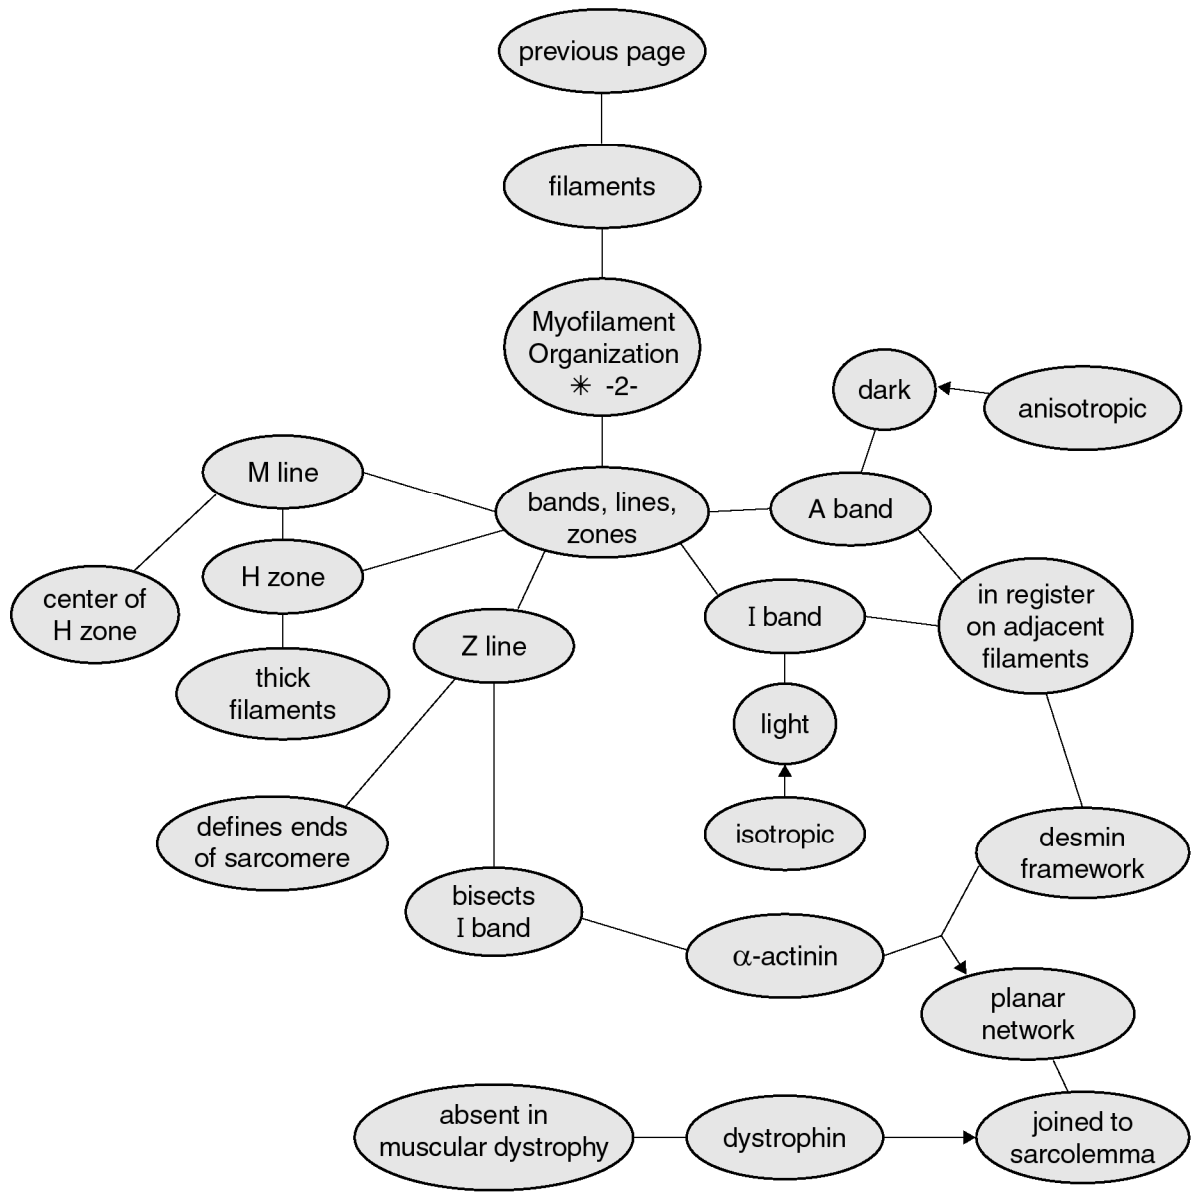 previous page
filaments
Myofilament
Organization
✳ -2-
dark
anisotropic
M line
bands, lines,
zones
A band
H zone
center of
H zone
in register
on adjacent
filaments
I band
Z line
thick
filaments
light
defines ends
of sarcomere
isotropic
desmin
framework
bisects
I band
α-actinin
planar
network
absent in
muscular dystrophy
dystrophin
joined to
sarcolemma